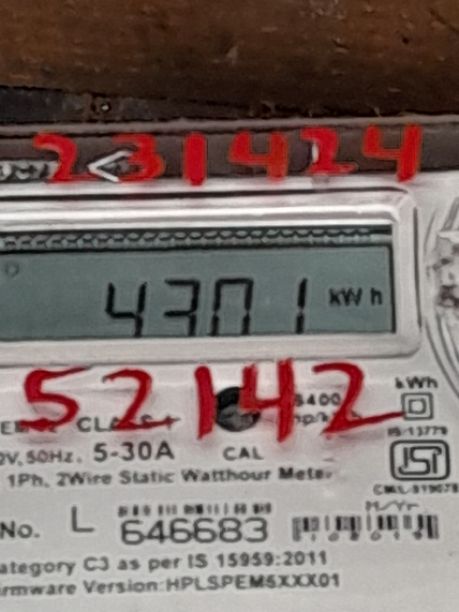 231424
4301 kWh
52142
kWh
5-30A
CAL
1Ph, 2Wire Static Watthour Meter
No. L 646683
ategory C3 as per IS 15959:2011
rmware Version:HPLSPEM5XXX01